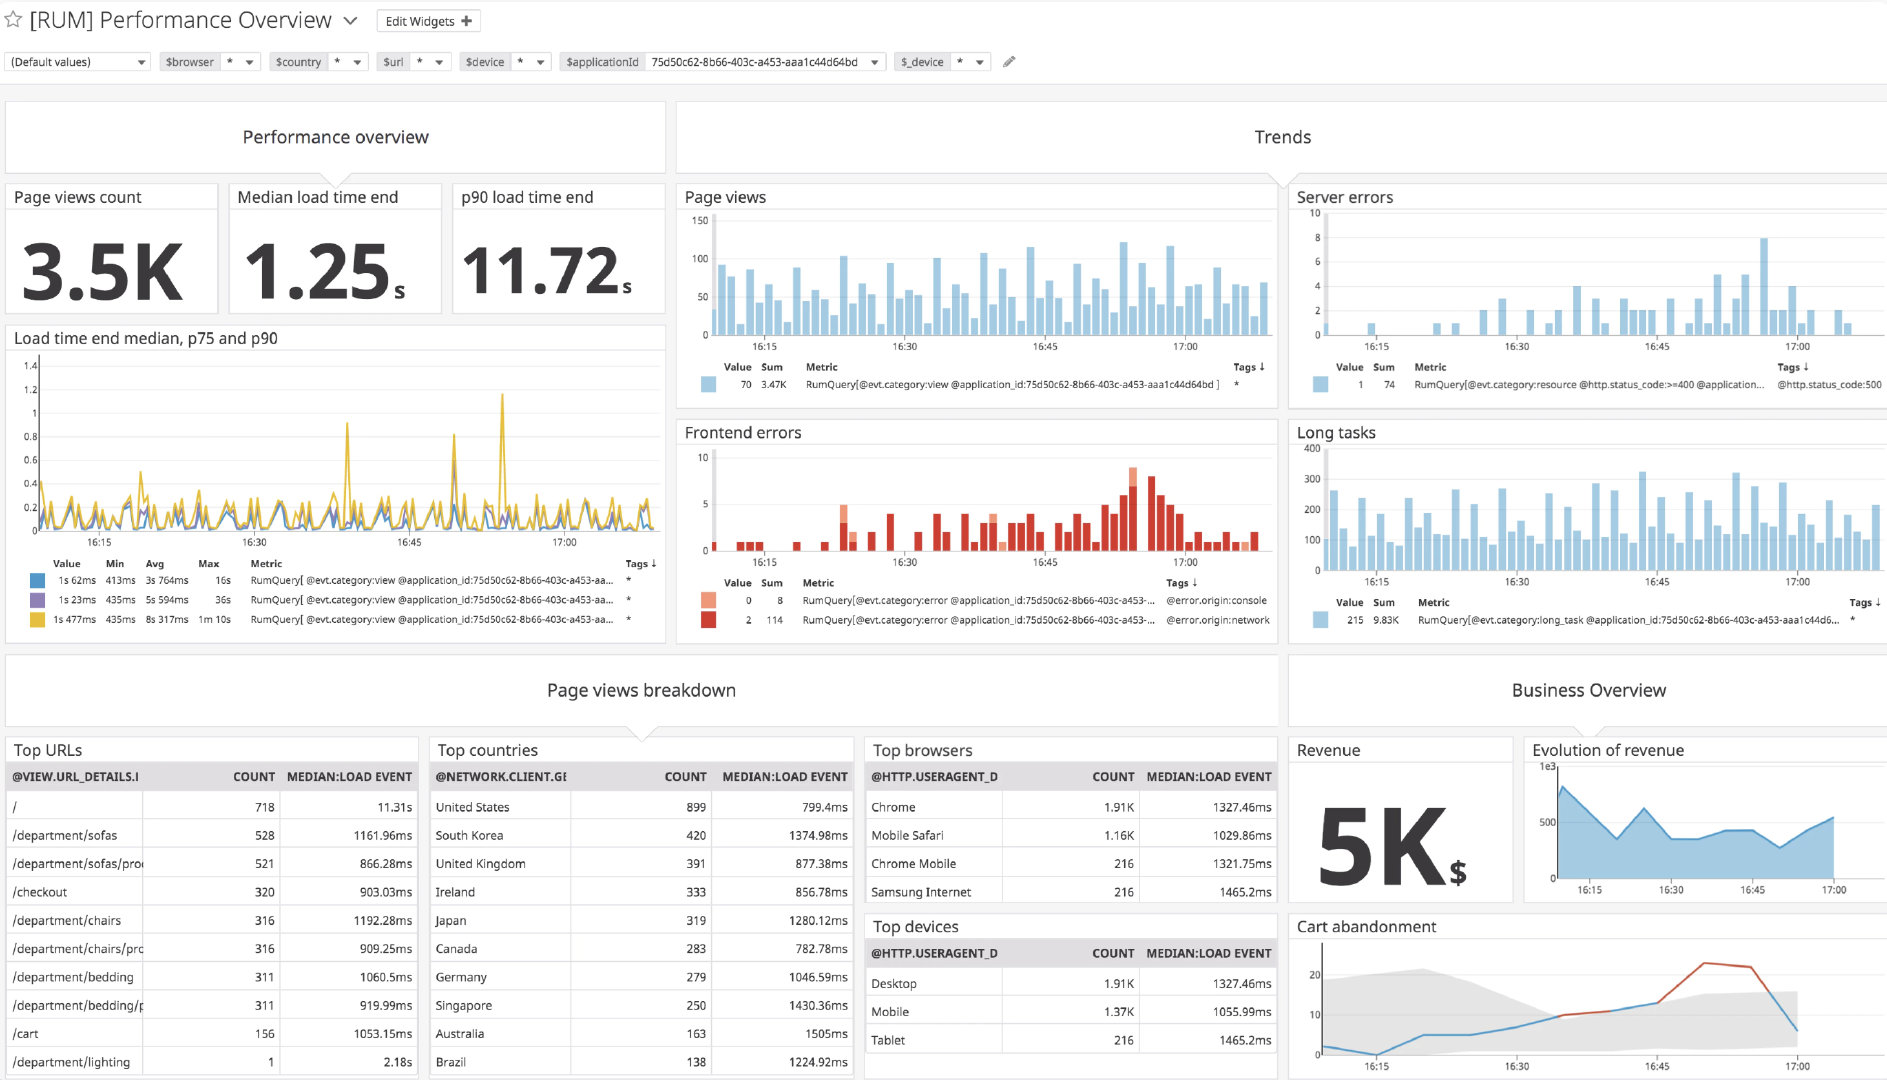 [RUM] Performance Overview
Edit Widgets +
(Default values) $browser * $country * $url * $device * $applicationId 75d50c62-8b66-403c-a453-aaa1c44d64bd $_device *
Performance overview
Page views count
3.5K
Median load time end
1.25 s
p90 load time end
11.72 s
Load time end median, p75 and p90
1.4
1.2
1
0.8
0.6
0.4
0.2
0
16:15 16:30 16:45 17:00
Value Min Avg Max Metric Tags ↓
1s 62ms 413ms 3s 764ms 16s RumQuery[ @evt.category:view @application_id:75d50c62-8b66-403c-a453-aa... *
1s 23ms 435ms 5s 594ms 36s RumQuery[ @evt.category:view @application_id:75d50c62-8b66-403c-a453-aa... *
1s 477ms 435ms 8s 317ms 1m 10s RumQuery[ @evt.category:view @application_id:75d50c62-8b66-403c-a453-aa... *
Trends
Page views
150
100
50
0
16:15 16:30 16:45 17:00
Value Sum Metric Tags ↓
70 3.47K RumQuery[@evt.category:view @application_id:75d50c62-8b66-403c-a453-aaa1c44d64bd ] *
Server errors
10
8
6
4
2
0
16:15 16:30 16:45 17:00
Value Sum Metric Tags ↓
1 74 RumQuery[@evt.category:resource @http.status_code:>=400 @application... @http.status_code:500
Frontend errors
10
5
0
16:15 16:30 16:45 17:00
Value Sum Metric Tags ↓
0 8 RumQuery[@evt.category:error @application_id:75d50c62-8b66-403c-a453-... @error.origin:console
2 114 RumQuery[@evt.category:error @application_id:75d50c62-8b66-403c-a453-... @error.origin:network
Long tasks
400
300
200
100
0
16:15 16:30 16:45 17:00
Value Sum Metric Tags ↓
215 9.83K RumQuery[@evt.category:long_task @application_id:75d50c62-8b66-403c-a453-aaa1c44d6... *
Page views breakdown
Top URLs
@VIEW.URL_DETAILS.I COUNT MEDIAN:LOAD EVENT
/ 718 11.31s
/department/sofas 528 1161.96ms
/department/sofas/pro 521 866.28ms
/checkout 320 903.03ms
/department/chairs 316 1192.28ms
/department/chairs/pro 316 909.25ms
/department/bedding 311 1060.5ms
/department/bedding/p 311 919.99ms
/cart 156 1053.15ms
/department/lighting 1 2.18s
Top countries
@NETWORK.CLIENT.GE COUNT MEDIAN:LOAD EVENT
United States 899 799.4ms
South Korea 420 1374.98ms
United Kingdom 391 877.38ms
Ireland 333 856.78ms
Japan 319 1280.12ms
Canada 283 782.78ms
Germany 279 1046.59ms
Singapore 250 1430.36ms
Australia 163 1505ms
Brazil 138 1224.92ms
Top browsers
@HTTP.USERAGENT_D COUNT MEDIAN:LOAD EVENT
Chrome 1.91K 1327.46ms
Mobile Safari 1.16K 1029.86ms
Chrome Mobile 216 1321.75ms
Samsung Internet 216 1465.2ms
Top devices
@HTTP.USERAGENT_D COUNT MEDIAN:LOAD EVENT
Desktop 1.91K 1327.46ms
Mobile 1.37K 1055.99ms
Tablet 216 1465.2ms
Business Overview
Revenue
5K $
Evolution of revenue
1e3
500
0
16:15 16:30 16:45 17:00
Cart abandonment
20
10
0
16:15 16:30 16:45 17:00